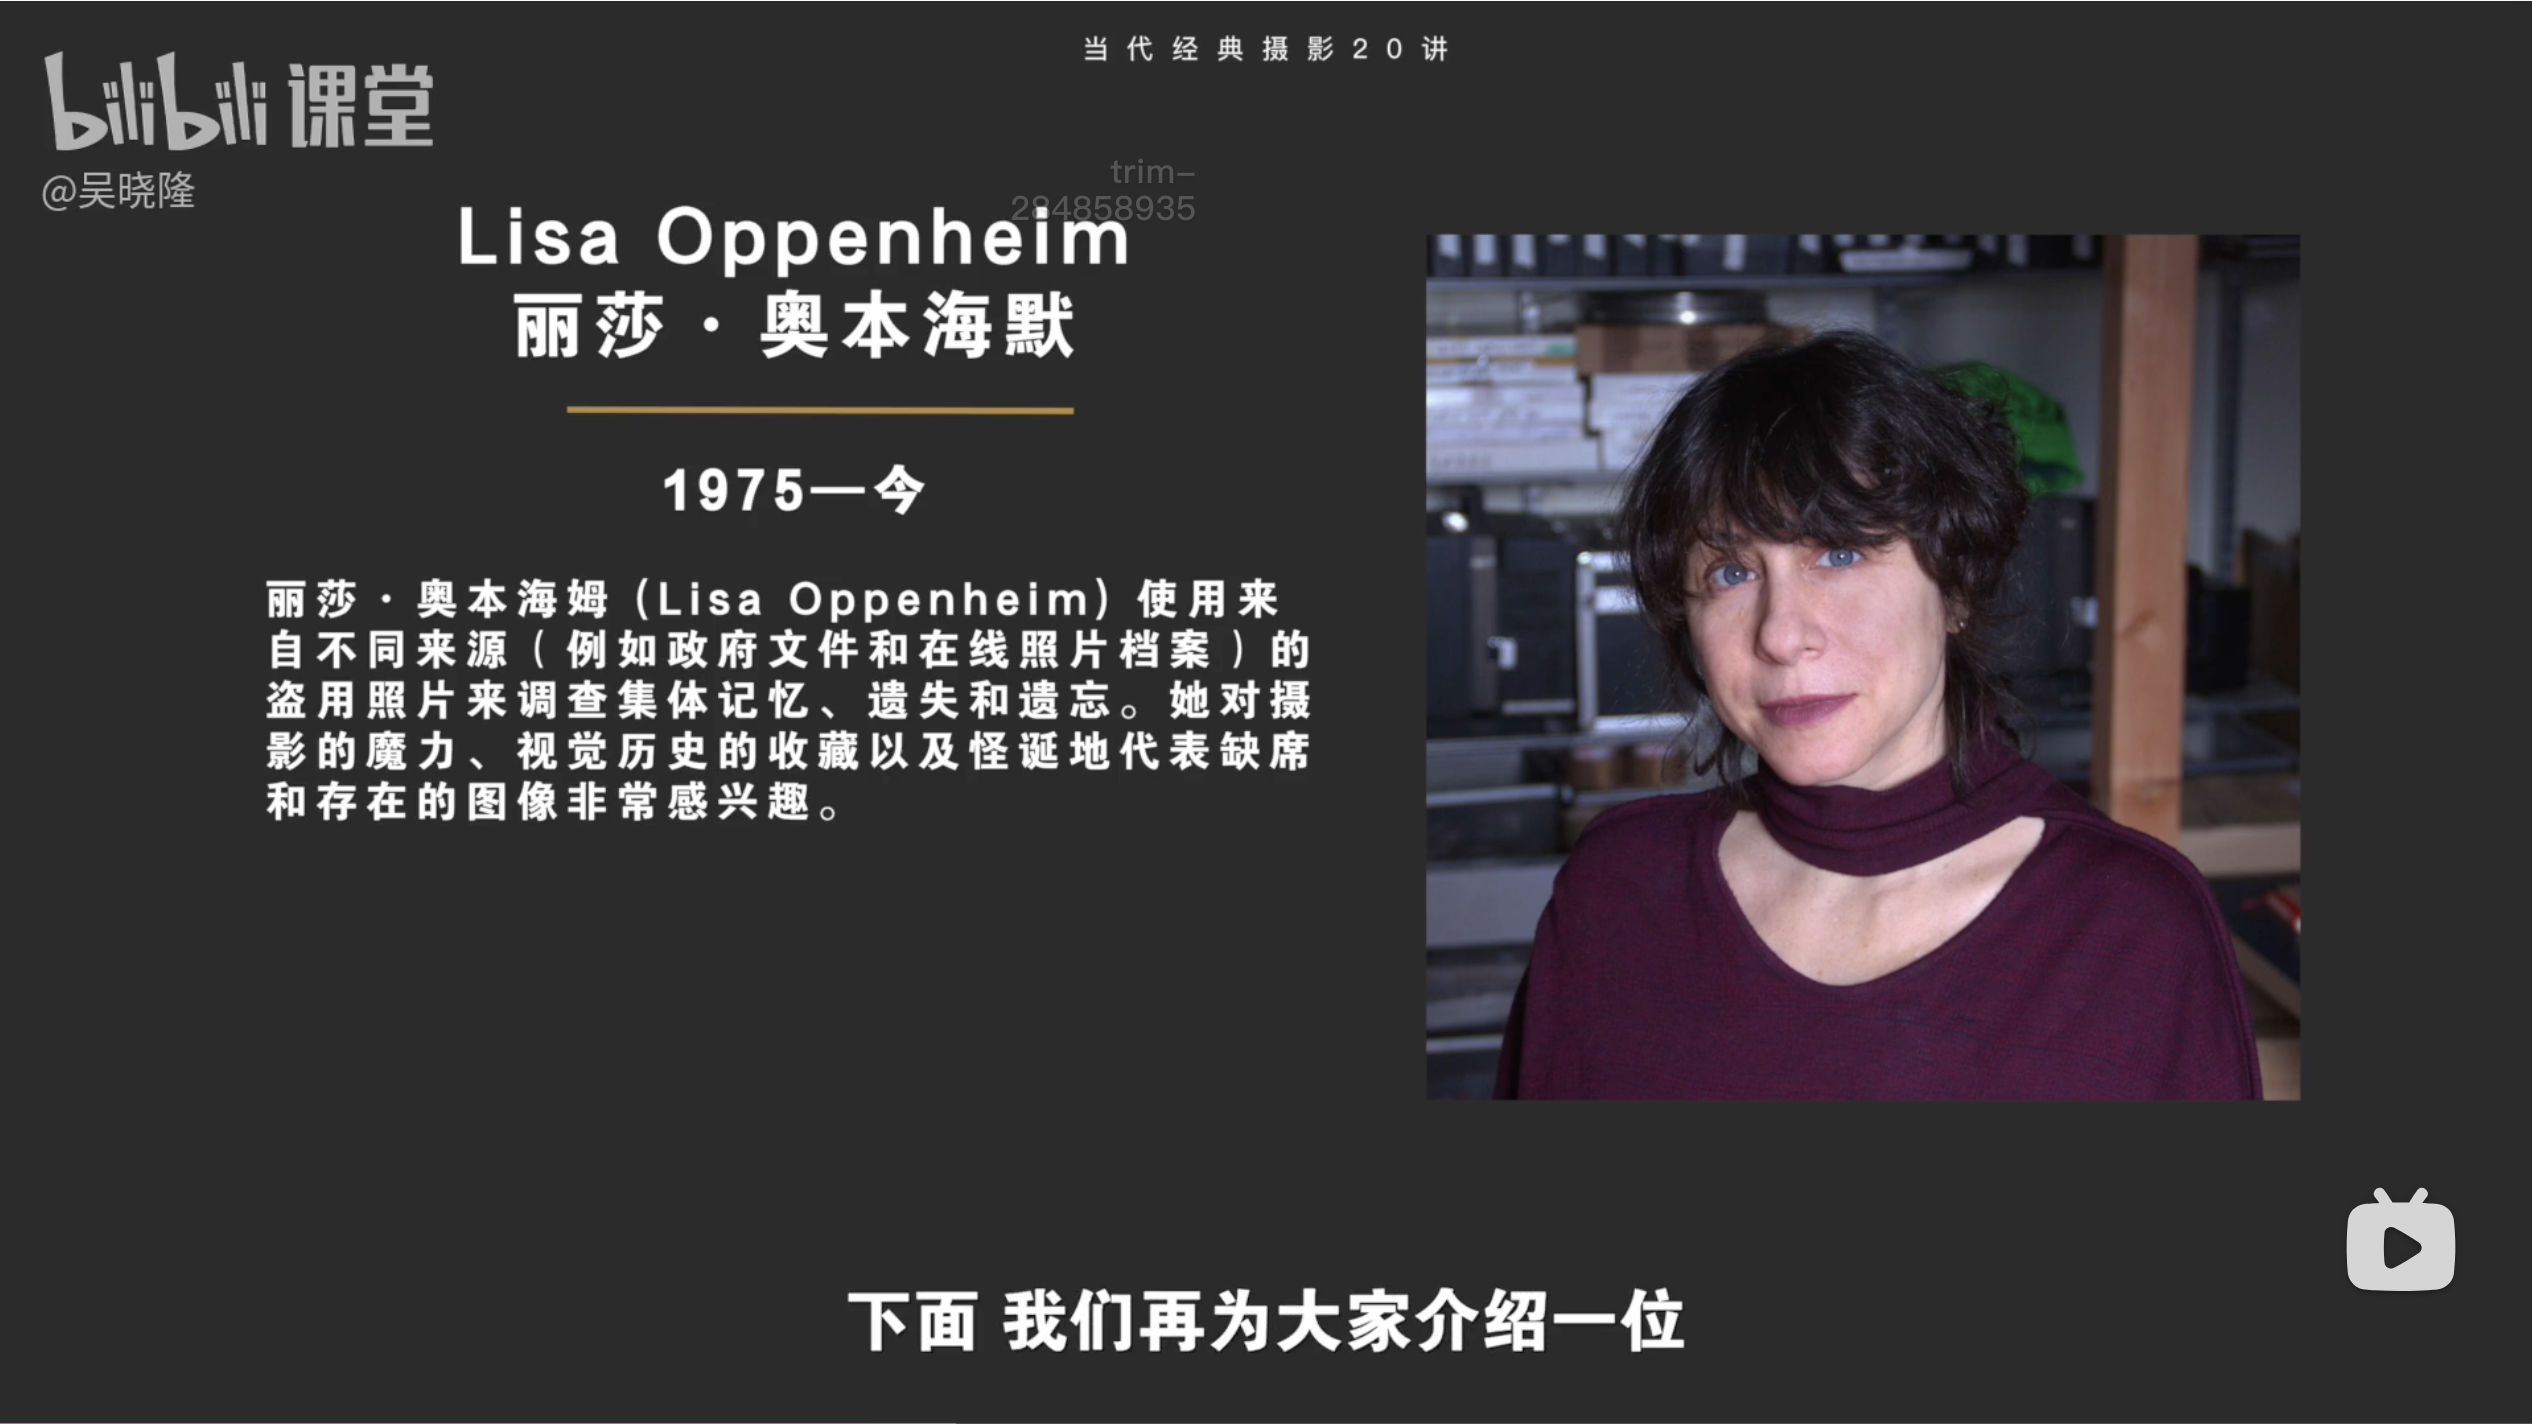 当代经典摄影20讲
bilibili 课堂
@吴晓隆
trim-
284858935
Lisa Oppenheim
丽莎·奥本海默
1975—今
丽莎·奥本海姆（Lisa Oppenheim）使用来
自不同来源（例如政府文件和在线照片档案）的
盗用照片来调查集体记忆、遗失和遗忘。她对摄
影的魔力、视觉历史的收藏以及怪诞地代表缺席
和存在的图像非常感兴趣。
下面 我们再为大家介绍一位